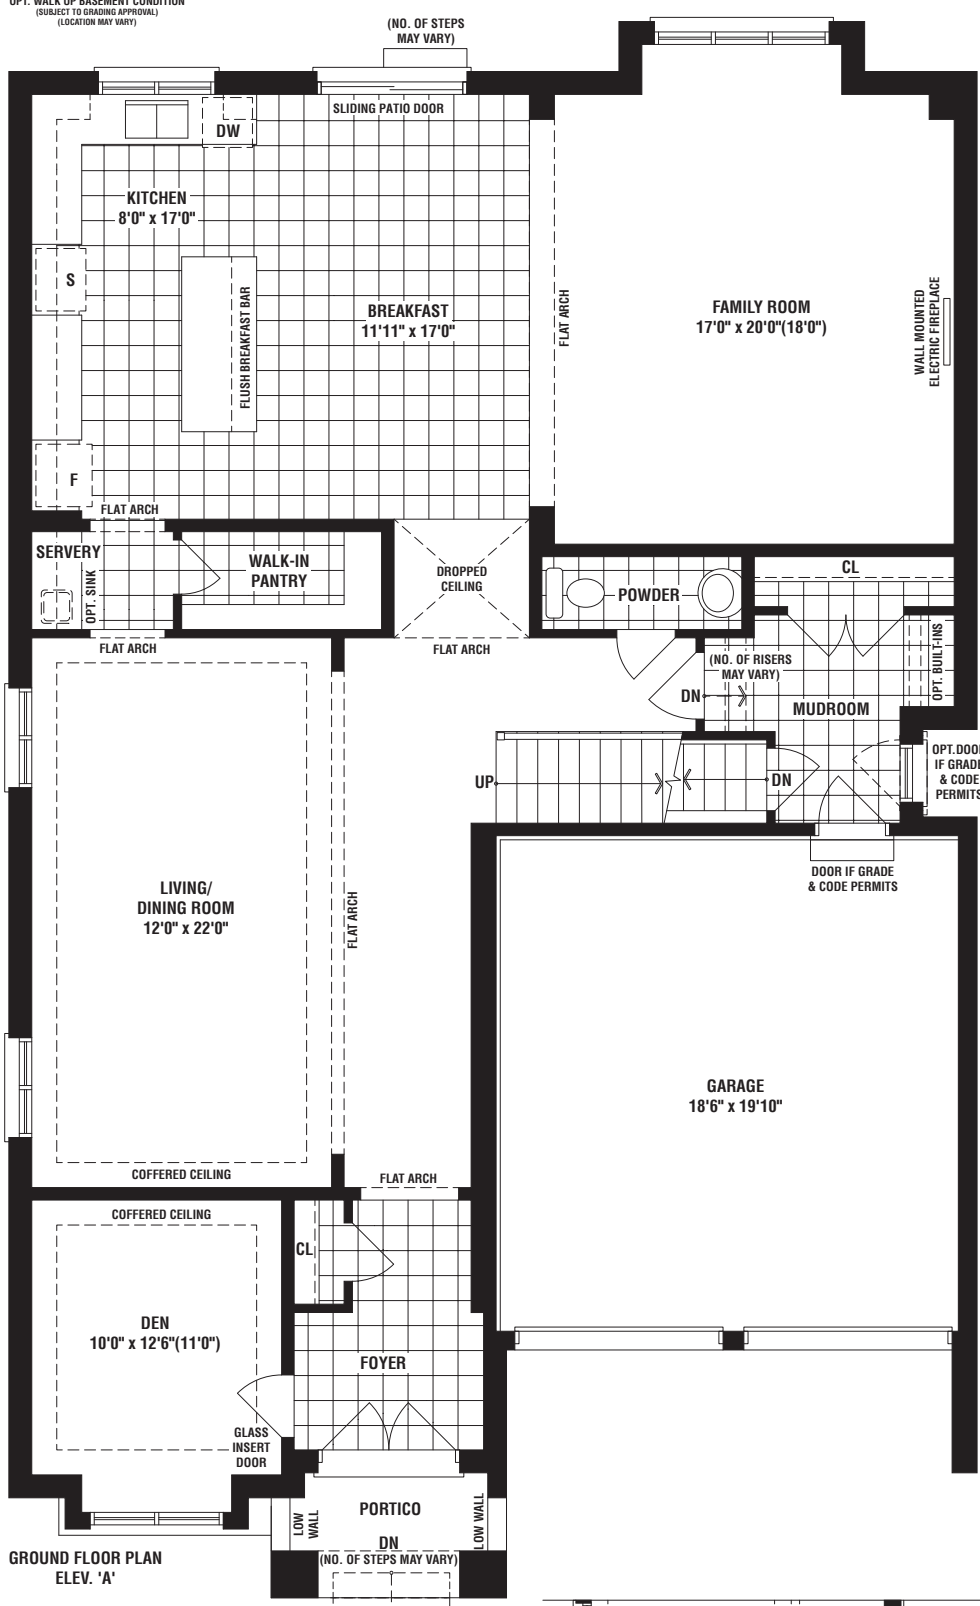 OPT. WALK UP BASEMENT CONDITION
(SUBJECT TO GRADING APPROVAL)
(LOCATION MAY VARY)
(NO. OF STEPS
MAY VARY)
SLIDING PATIO DOOR
DW
KITCHEN
8'0" x 17'0"
S
FLUSH BREAKFAST BAR
BREAKFAST
11'11" x 17'0"
FLAT ARCH
FAMILY ROOM
17'0" x 20'0"(18'0")
WALL MOUNTED
ELECTRIC FIREPLACE
F
FLAT ARCH
SERVERY
OPT. SINK
WALK-IN
PANTRY
DROPPED
CEILING
POWDER
CL
FLAT ARCH
FLAT ARCH
(NO. OF RISERS
MAY VARY)
OPT. BUILT-INS
DN
MUDROOM
UP
DN
OPT.DOOR
IF GRADE
& CODE
PERMITS
DOOR IF GRADE
& CODE PERMITS
LIVING/
DINING ROOM
12'0" x 22'0"
FLAT ARCH
GARAGE
18'6" x 19'10"
COFFERED CEILING
FLAT ARCH
COFFERED CEILING
CL
DEN
10'0" x 12'6"(11'0")
FOYER
GLASS
INSERT
DOOR
LOW
WALL
PORTICO
LOW WALL
DN
(NO. OF STEPS MAY VARY)
GROUND FLOOR PLAN
ELEV. 'A'